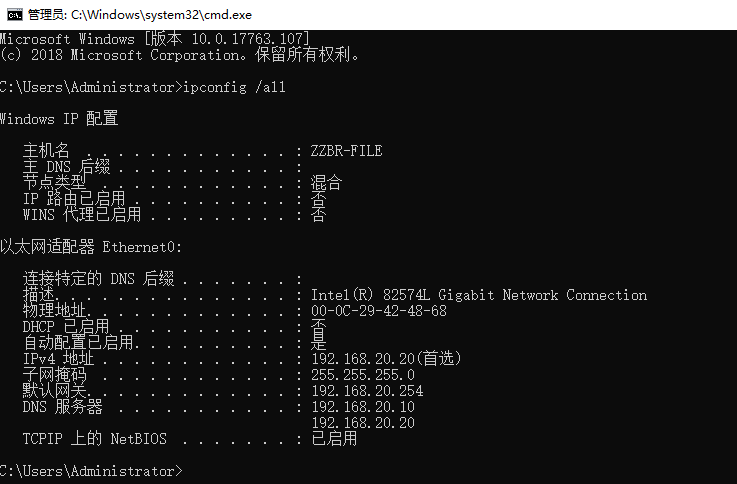 管理员: C:\Windows\system32\cmd.exe
Microsoft Windows [版本 10.0.17763.107]
(c) 2018 Microsoft Corporation。保留所有权利。
C:\Users\Administrator>ipconfig /all
Windows IP 配置
主机名 . . . . . . . . . . . . . : ZZBR-FILE
主 DNS 后缀 . . . . . . . . . . . :
节点类型 . . . . . . . . . . . . : 混合
IP 路由已启用 . . . . . . . . . . : 否
WINS 代理已启用 . . . . . . . . . : 否
以太网适配器 Ethernet0:
连接特定的 DNS 后缀 . . . . . . . :
描述. . . . . . . . . . . . . . . : Intel(R) 82574L Gigabit Network Connection
物理地址. . . . . . . . . . . . . : 00-0C-29-42-48-68
DHCP 已启用 . . . . . . . . . . . : 否
自动配置已启用. . . . . . . . . . : 是
IPv4 地址 . . . . . . . . . . . . : 192.168.20.20(首选)
子网掩码 . . . . . . . . . . . . : 255.255.255.0
默认网关. . . . . . . . . . . . . : 192.168.20.254
DNS 服务器 . . . . . . . . . . . : 192.168.20.10
192.168.20.20
TCPIP 上的 NetBIOS . . . . . . . : 已启用
C:\Users\Administrator>